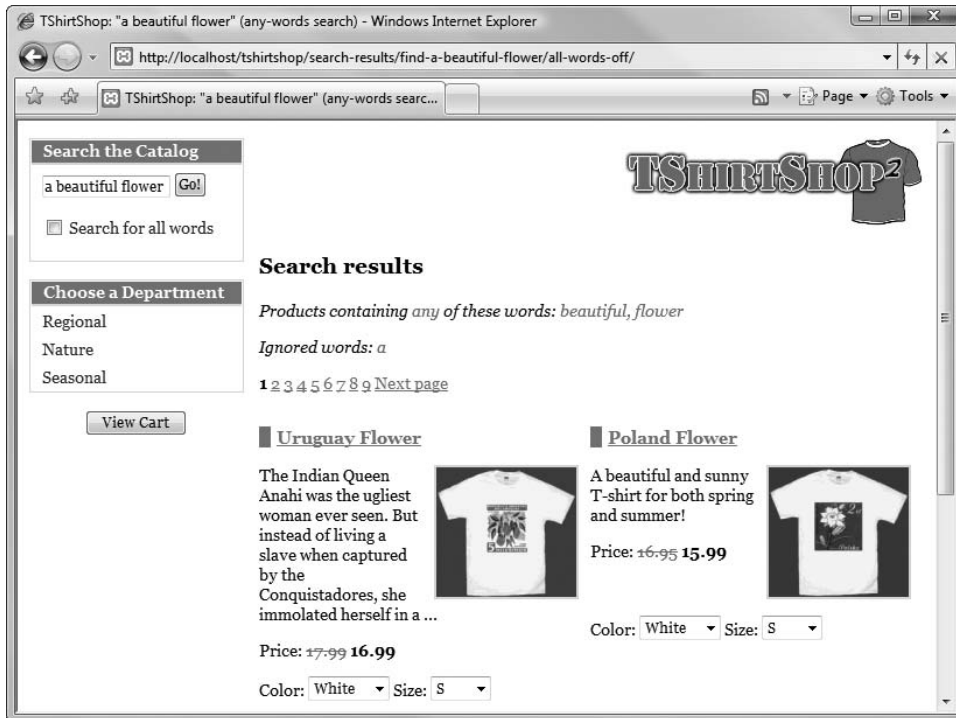 TShirtShop: "a beautiful flower" (any-words search) - Windows Internet Explorer
http://localhost/tshirtshop/search-results/find-a-beautiful-flower/all-words-off/
TShirtShop: "a beautiful flower" (any-words searc...
Page
Tools
Search the Catalog
a beautiful flower Go!
Search for all words
Choose a Department
Regional
Nature
Seasonal
View Cart
TShirtShop2
Search results
Products containing any of these words: beautiful, flower
Ignored words: a
1 2 3 4 5 6 7 8 9 Next page
Uruguay Flower
The Indian Queen
Anahi was the ugliest
woman ever seen. But
instead of living a
slave when captured
by the
Conquistadores, she
immolated herself in a ...
Price: 17.99 16.99
Color: White Size: S
Poland Flower
A beautiful and sunny
T-shirt for both spring
and summer!
Price: 16.95 15.99
Color: White Size: S